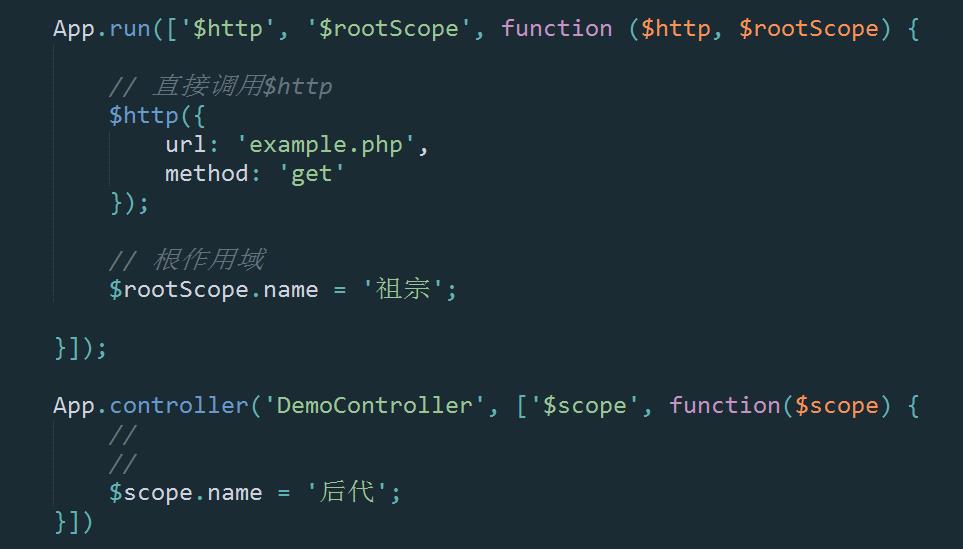 App.run(['$http', '$rootScope', function ($http, $rootScope) {
// 直接调用$http
$http({
url: 'example.php',
method: 'get'
});
// 根作用域
$rootScope.name = '祖宗';
}]);
App.controller('DemoController', ['$scope', function($scope) {
//
//
$scope.name = '后代';
}])